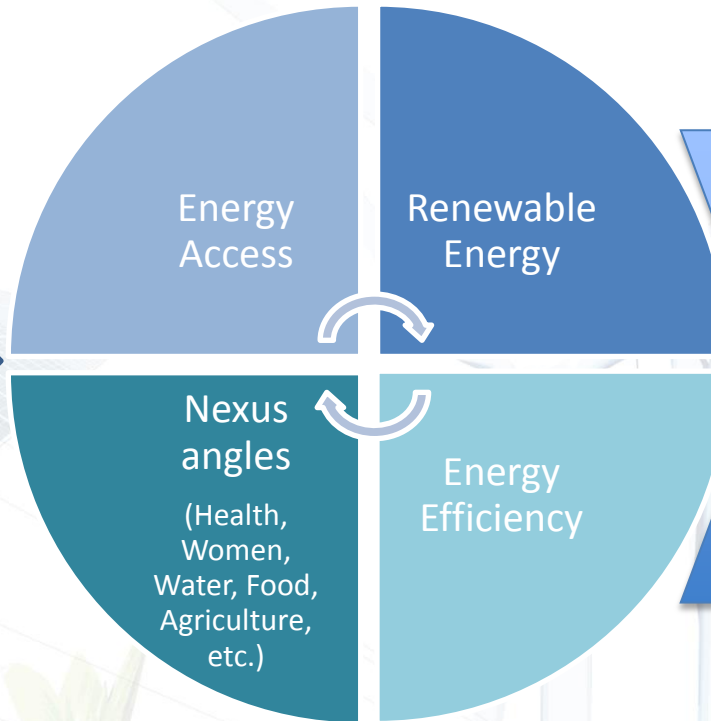 Energy
Access
Renewable
Energy
Nexus
angles
(Health,
Women,
Water, Food,
Agriculture,
etc.)
Energy
Efficiency